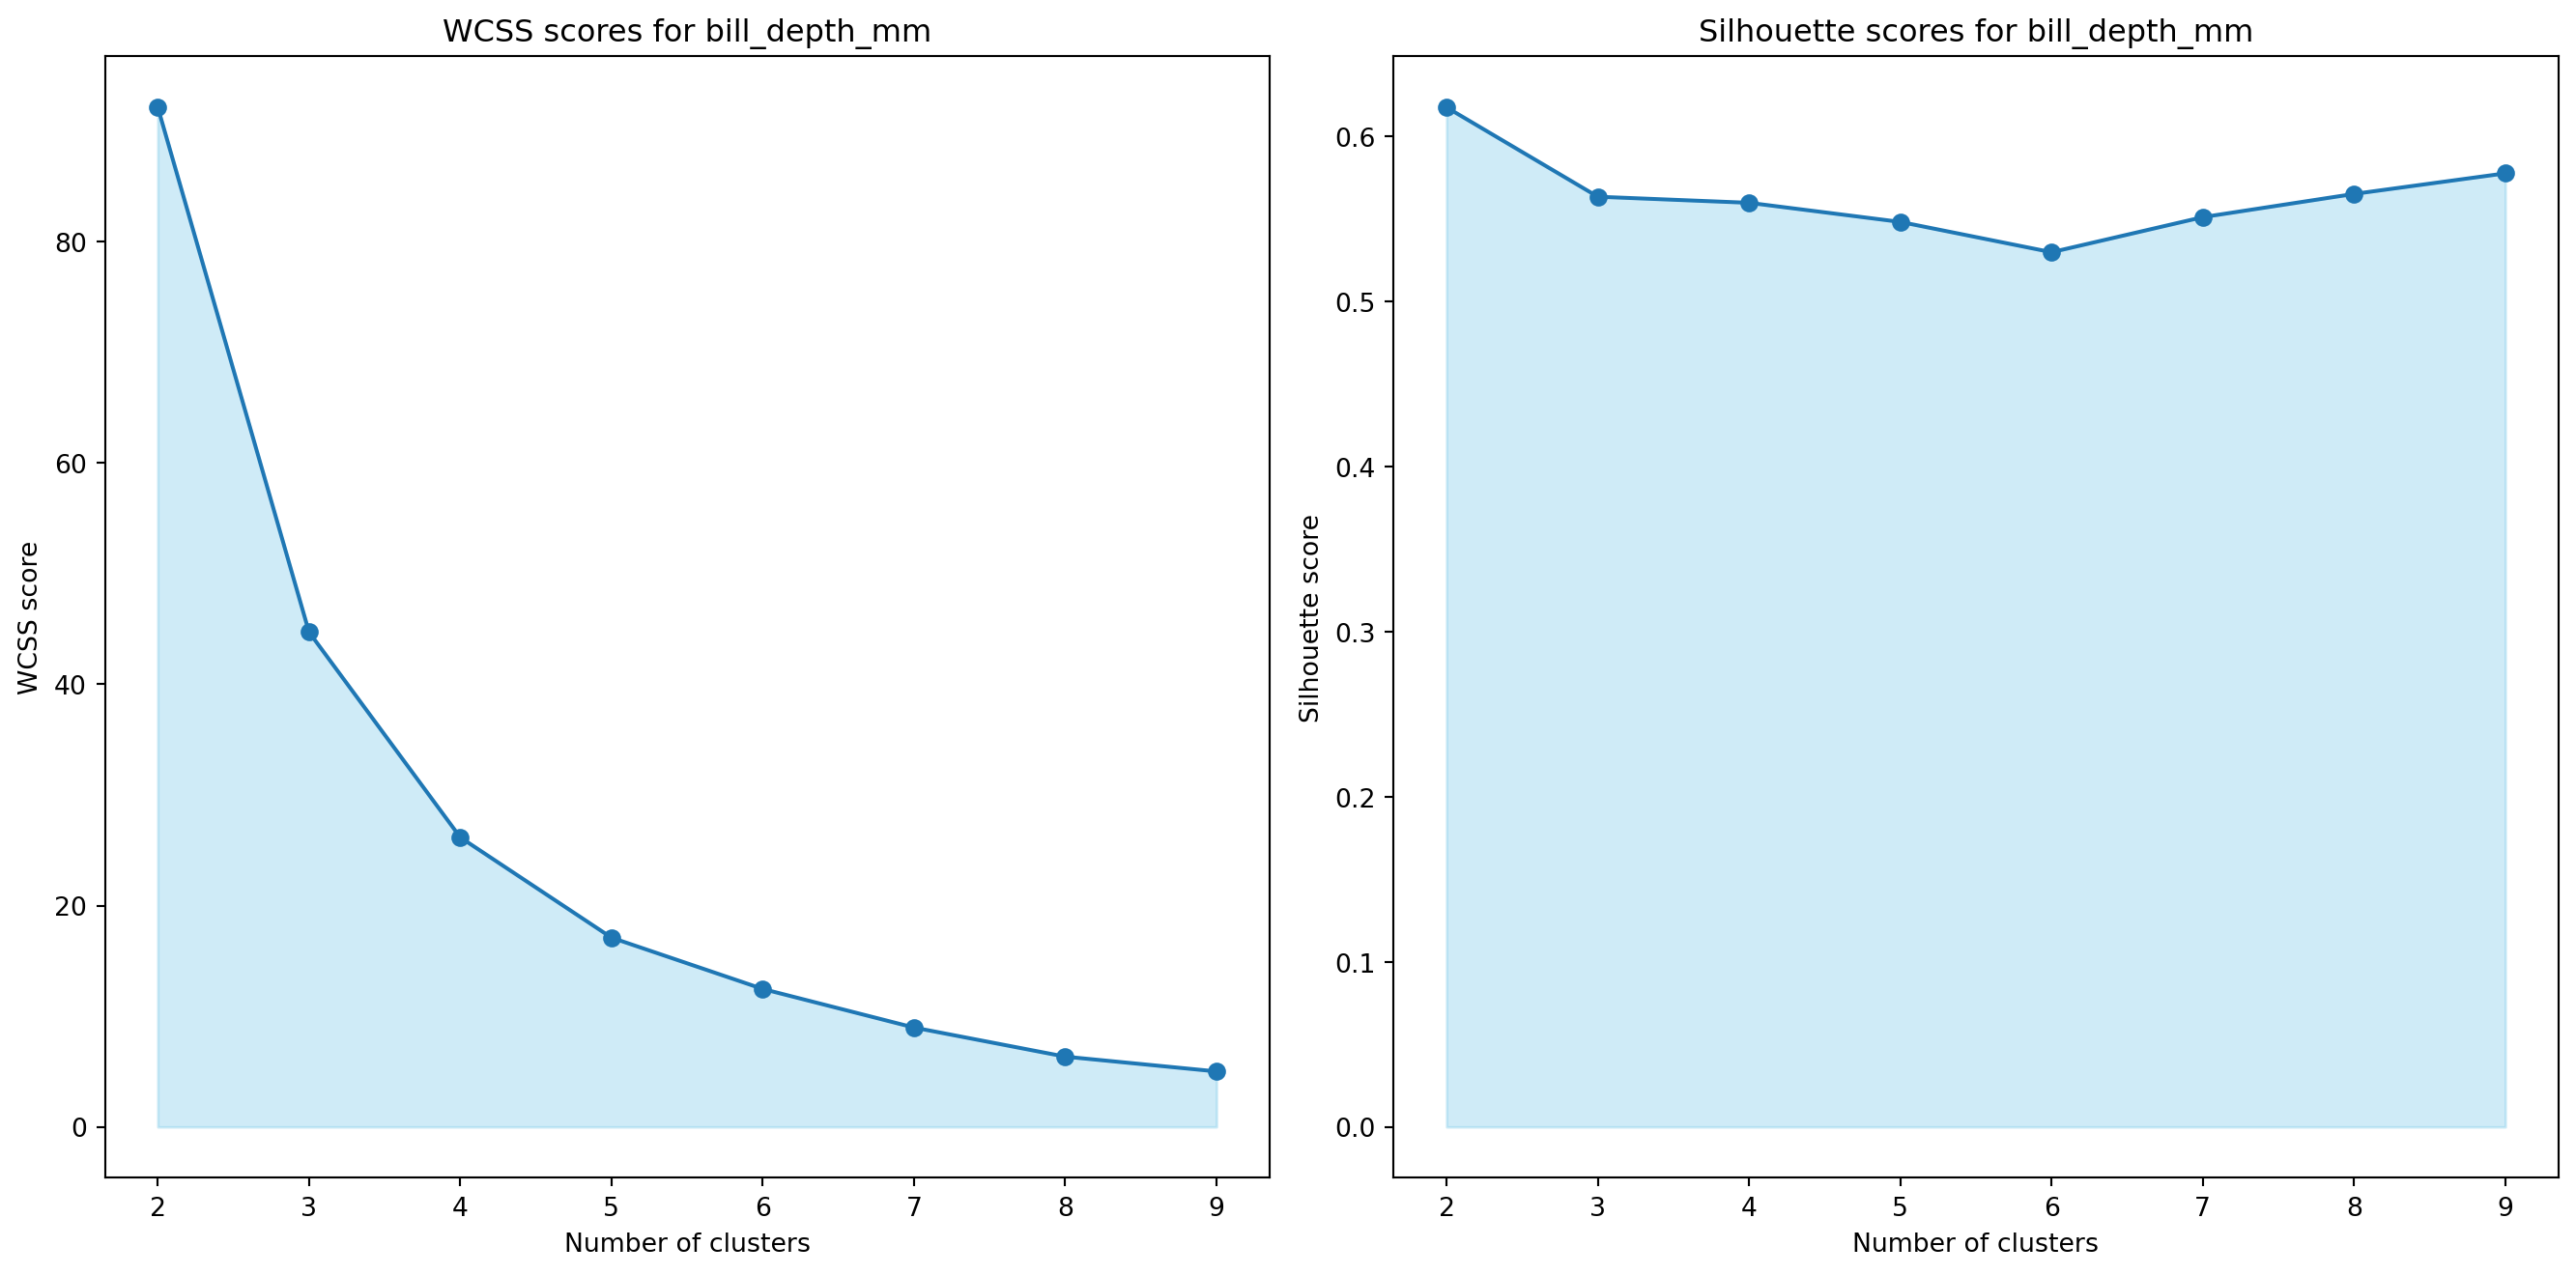 WCSS scores for bill_depth_mm
WCSS score
80
60
40
20
0
2 3 4 5 6 7 8 9
Number of clusters
Silhouette scores for bill_depth_mm
Silhouette score
0.6
0.5
0.4
0.3
0.2
0.1
0.0
2 3 4 5 6 7 8 9
Number of clusters